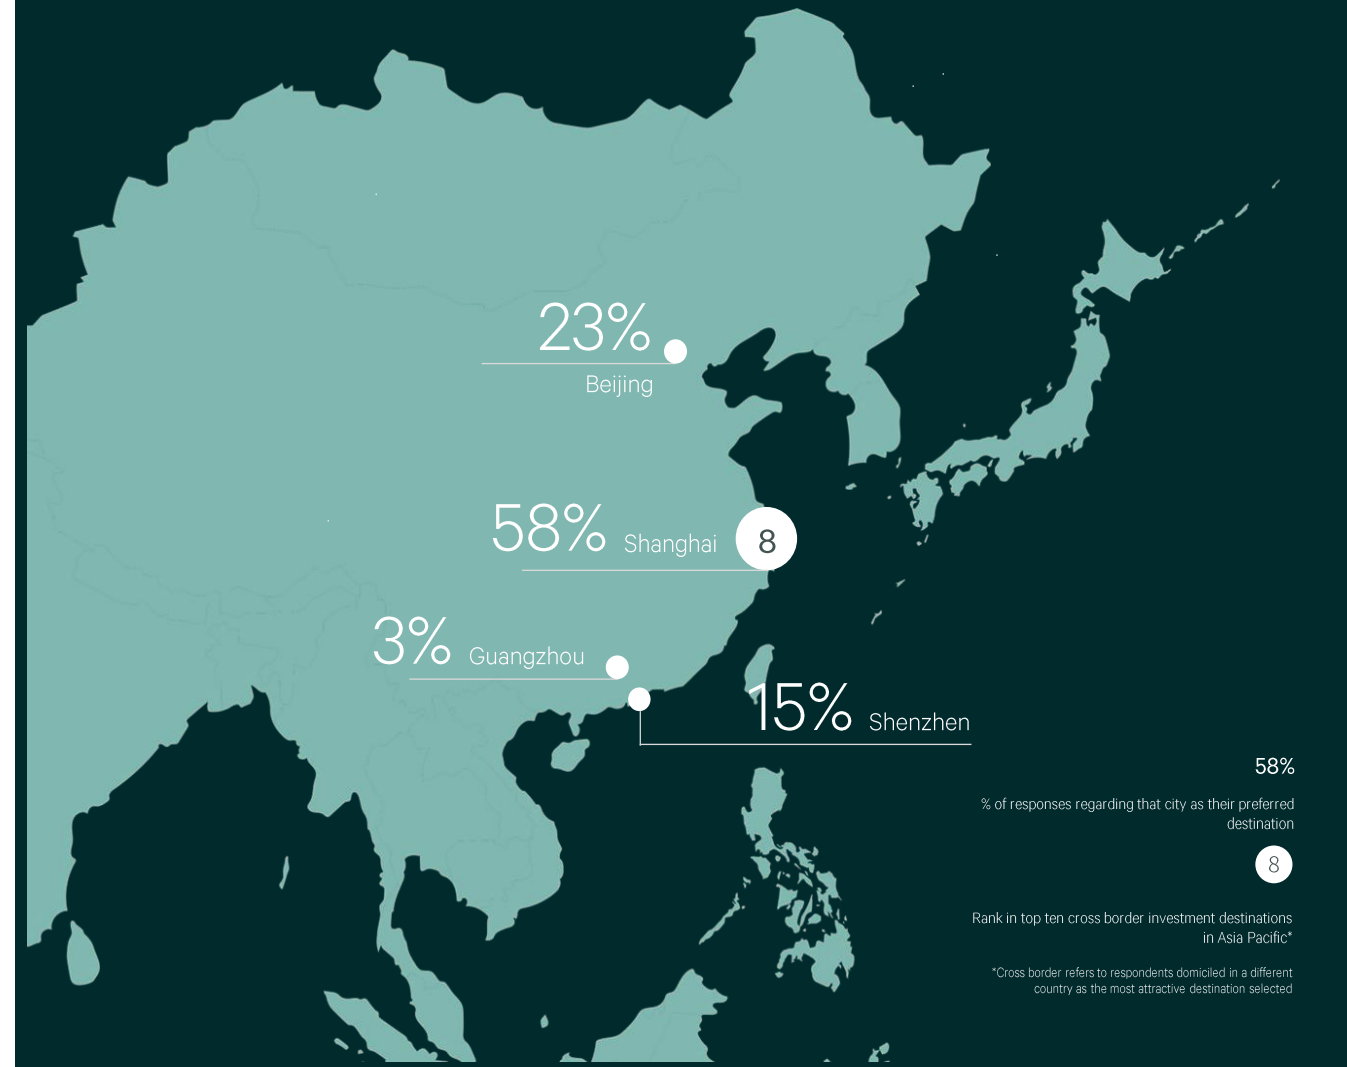 23%
Beijing
58% Shanghai 8
3% Guangzhou
15% Shenzhen
58%
% of responses regarding that city as their preferred
destination
8
Rank in top ten cross border investment destinations
in Asia Pacific*
*Cross border refers to respondents domiciled in a different
country as the most attractive destination selected